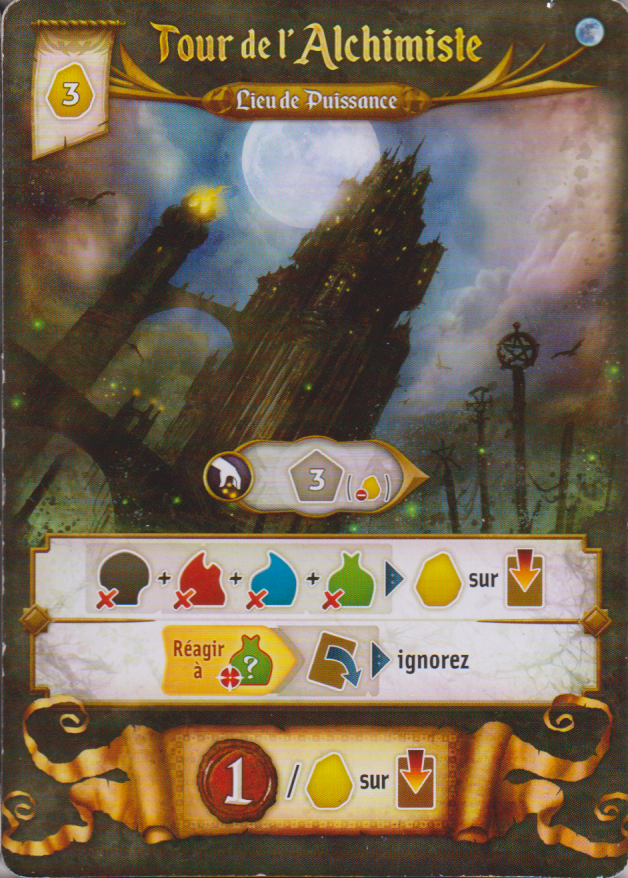 Tour de l'Alchimiste
3
Lieu de Puissance
3 ( )
+ + + sur
Réagir
à ? ignorez
1 / sur